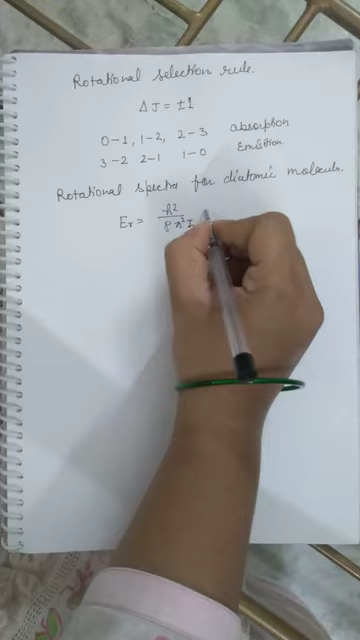 Rotational selection rule.
ΔJ = ±1
0-1, 1-2, 2-3 absorption
3-2 2-1 1-0 Emission
Rotational spectra for diatomic molecule.
Er = h²/8π²I